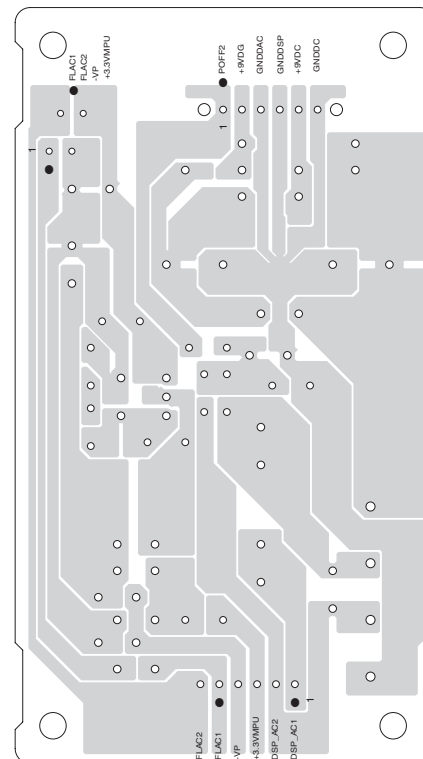 FLAC1
FLAC2
-VP
+3.3VMPU
POFF2
+9VDG
GNDDAC
GNDDSP
+9VDC
GNDDC
1
1
FLAC2
FLAC1
-VP
+3.3VMPU
DSP_AC2
DSP_AC1
1